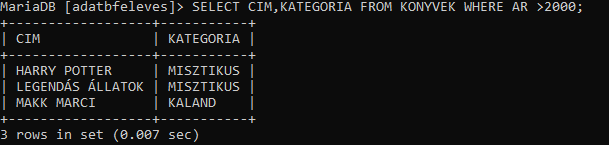 MariaDB [adatbfeleves]> SELECT CIM,KATEGORIA FROM KONYVEK WHERE AR >2000;
+------------------+-----------+
| CIM              | KATEGORIA |
+------------------+-----------+
| HARRY POTTER     | MISZTIKUS |
| LEGENDÁS ÁLLATOK | MISZTIKUS |
| MAKK MARCI       | KALAND    |
+------------------+-----------+
3 rows in set (0.007 sec)